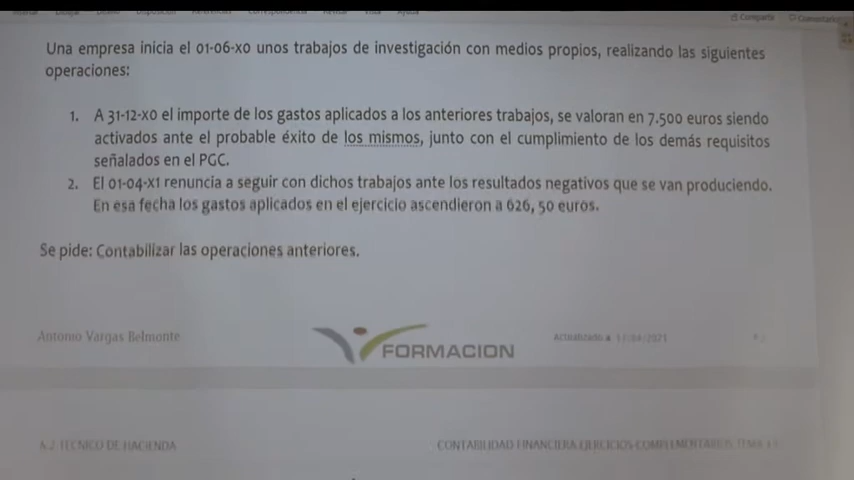 Compartir
Comentarios
Una empresa inicia el 01-06-x0 unos trabajos de investigación con medios propios, realizando las siguientes
operaciones:
1. A 31-12-x0 el importe de los gastos aplicados a los anteriores trabajos, se valoran en 7.500 euros siendo
activados ante el probable éxito de los mismos, junto con el cumplimiento de los demás requisitos
señalados en el PGC.
2. El 01-04-x1 renuncia a seguir con dichos trabajos ante los resultados negativos que se van produciendo.
En esa fecha los gastos aplicados en el ejercicio ascendieron a 626, 50 euros.
Se pide: Contabilizar las operaciones anteriores.
Antonio Vargas Belmonte
FORMACION
A.J. TECNICO DE HACIENDA
CONTABILIDAD FINANCIERA EJERCICIOS COMPLEMENTARIOS TEMA